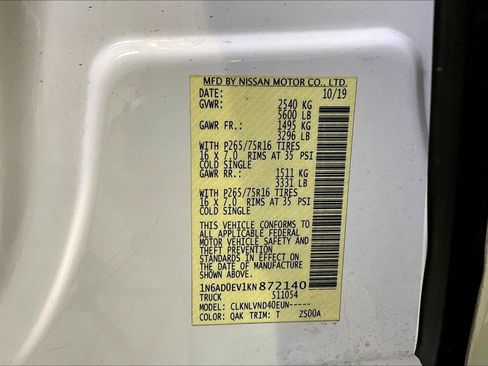 MFD BY NISSAN MOTOR CO., LTD.
DATE: 10/19
GVWR: 2540 KG
5600 LB
GAWR FR.: 1495 KG
3296 LB
WITH P265/75R16 TIRES
16 X 7.0 RIMS AT 35 PSI
COLD SINGLE
GAWR RR.: 1511 KG
3331 LB
WITH P265/75R16 TIRES
16 X 7.0 RIMS AT 35 PSI
COLD SINGLE
THIS VEHICLE CONFORMS TO
ALL APPLICABLE FEDERAL
MOTOR VEHICLE SAFETY AND
THEFT PREVENTION
STANDARDS IN EFFECT ON
THE DATE OF MANUFACTURE
SHOWN ABOVE.
1N6AD0EV1KN872140
TRUCK 511054
MODEL: CLKNLVND40EUN-----
COLOR: QAK TRIM: T ZS00A